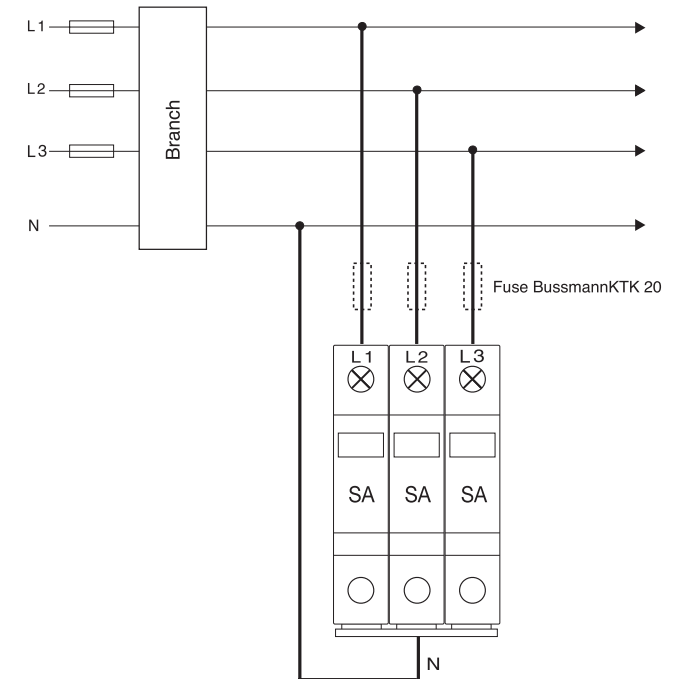 L1
L2
L3
N
Branch
Fuse BussmannKTK 20
L1 L2 L3
SA SA SA
N